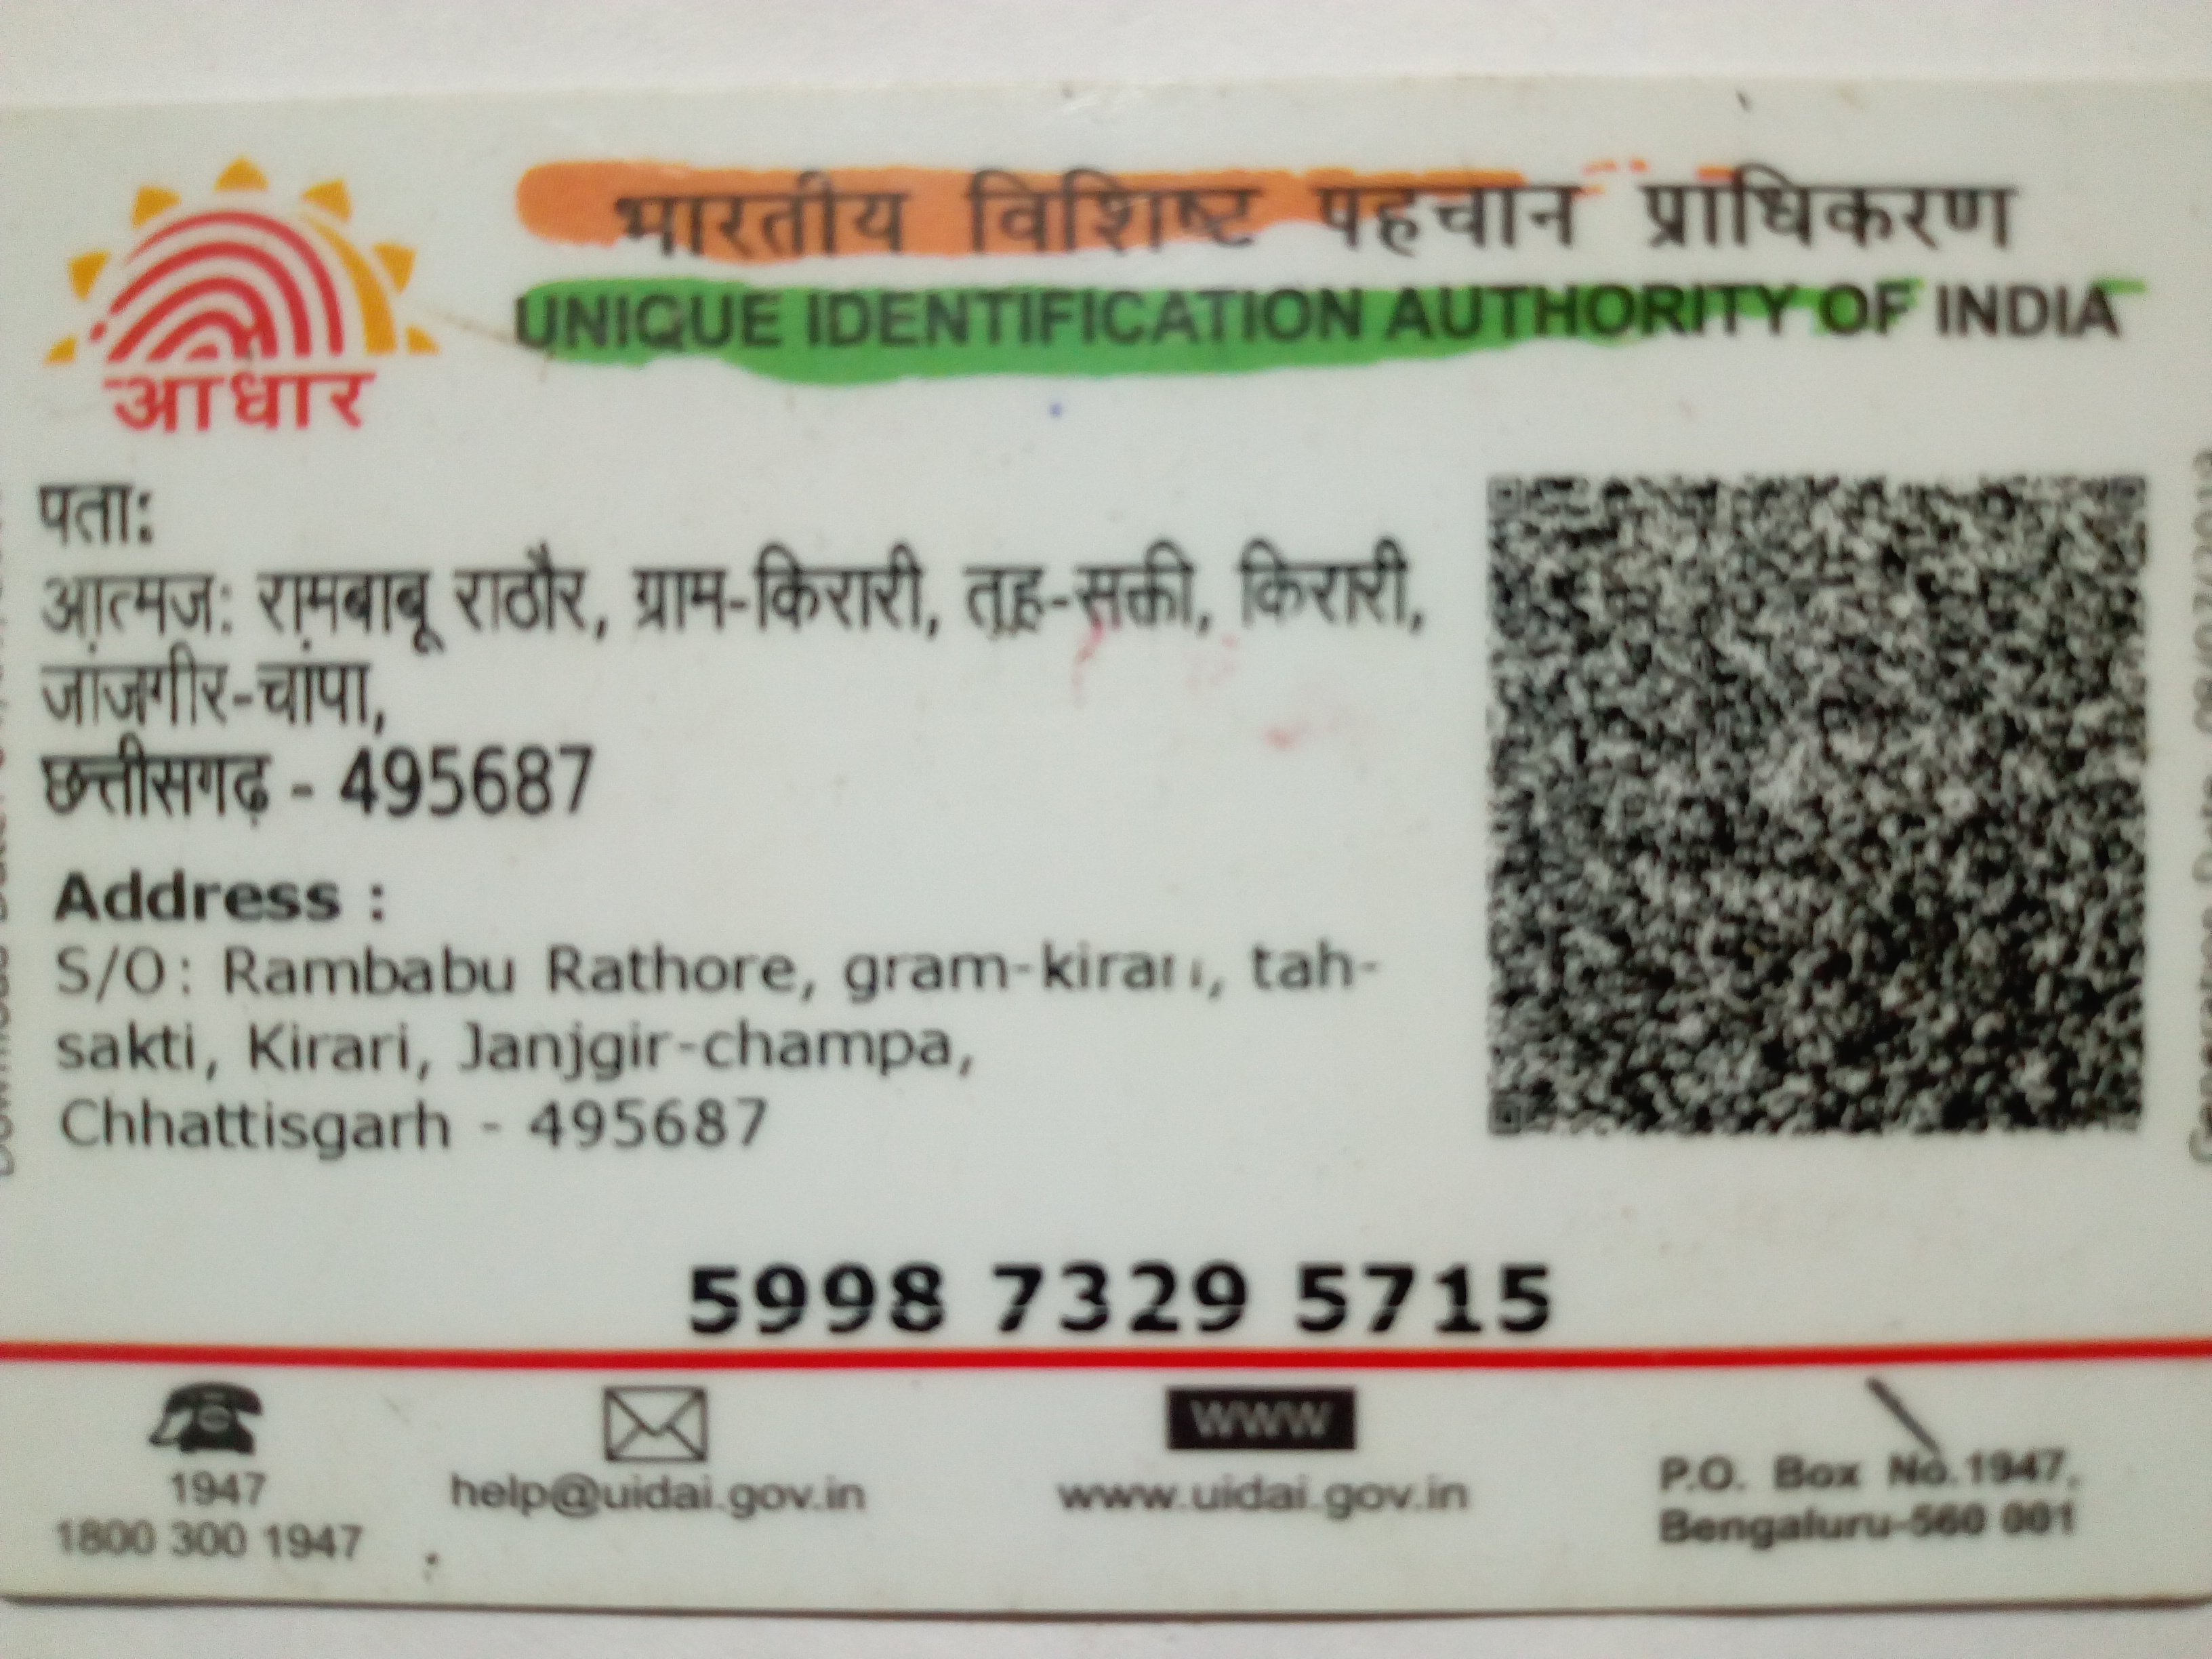 भारतीय विशिष्ट पहचान प्राधिकरण
UNIQUE IDENTIFICATION AUTHORITY OF INDIA
आधार
पता:
आत्मज: रामबाबू राठौर, ग्राम-किरारी, तह-सक्ती, किरारी,
जांजगीर-चांपा,
छत्तीसगढ़ - 495687
Address :
S/O: Rambabu Rathore, gram-kirari, tah-
sakti, Kirari, Janjgir-champa,
Chhattisgarh - 495687
5998 7329 5715
1947
1800 300 1947
help@uidai.gov.in
www
www.uidai.gov.in
P.O. Box No.1947,
Bengaluru-560 001